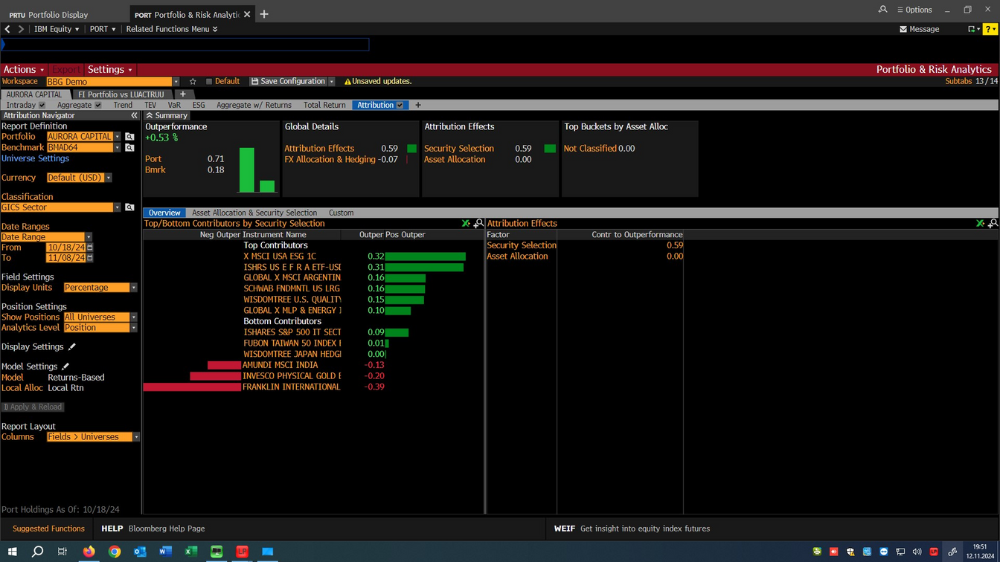 PRTU Portfolio Display
PORT Portfolio & Risk Analytic
Options
IBM Equity
PORT
Related Functions Menu
Message
?
Actions
Export
Settings
Portfolio & Risk Analytics
Workspace
BBG Demo
Default
Save Configuration
Unsaved updates.
Subtabs 13 / 14
AURORA CAPITAL
FI Portfolio vs LUACTRUU
Intraday
Aggregate
Trend
TEV
VaR
ESG
Aggregate w/ Returns
Total Return
Attribution
Attribution Navigator
Summary
Report Definition
Portfolio AURORA CAPITAL
Benchmark BMAD64
Universe Settings
Currency Default (USD)
Classification
GICS Sector
Date Ranges
Date Range
From 10/18/24
To 11/08/24
Field Settings
Display Units Percentage
Position Settings
Show Positions All Universes
Analytics Level Position
Display Settings
Model Settings
Model Returns-Based
Local Alloc Local Rtn
Apply & Reload
Report Layout
Columns Fields > Universes
Port Holdings As Of: 10/18/24
Outperformance
+0.53 %
Port 0.71
Bmrk 0.18
Global Details
Attribution Effects 0.59
FX Allocation & Hedging -0.07
Attribution Effects
Security Selection 0.59
Asset Allocation 0.00
Top Buckets by Asset Alloc
Not Classified 0.00
Overview
Asset Allocation & Security Selection
Custom
Top/Bottom Contributors by Security Selection
Neg Outper Instrument Name Outper Pos Outper
Top Contributors
X MSCI USA ESG 1C 0.32
ISHRS US E F R A ETF-USD 0.31
GLOBAL X MSCI ARGENTIN 0.16
SCHWAB FNDMNTL US LRG 0.16
WISDOMTREE U.S. QUALITY 0.15
GLOBAL X MLP & ENERGY 0.10
Bottom Contributors
ISHARES S&P 500 IT SECT 0.09
FUBON TAIWAN 50 INDEX 0.01
WISDOMTREE JAPAN HEDG 0.00
AMUNDI MSCI INDIA -0.13
INVESCO PHYSICAL GOLD -0.20
FRANKLIN INTERNATIONAL -0.39
Attribution Effects
Factor Contr to Outperformance
Security Selection 0.59
Asset Allocation 0.00
Suggested Functions
HELP Bloomberg Help Page
WEIF Get insight into equity index futures
19:51
12.11.2024